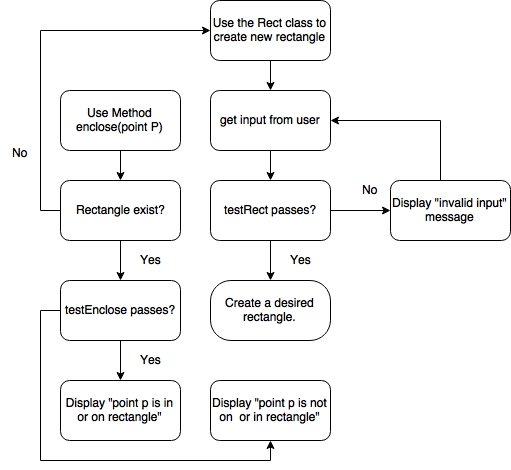 Use the Rect class to
create new rectangle
Use Method
enclose(point P)
get input from user
No
Rectangle exist?
testRect passes?
No
Display "invalid input"
message
Yes
Yes
testEnclose passes?
Create a desired
rectangle.
Yes
Display "point p is in
or on rectangle"
Display "point p is not
on  or in rectangle"